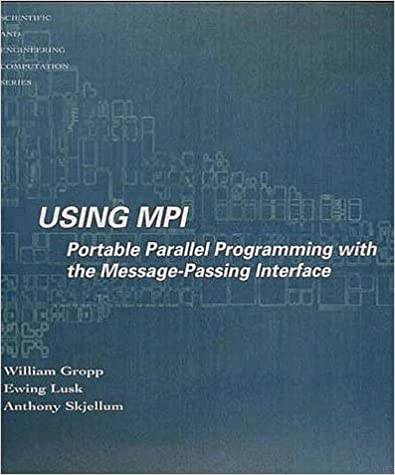 SCIENTIFIC
AND
ENGINEERING
COMPUTATION
SERIES
USING MPI
Portable Parallel Programming with
the Message-Passing Interface
William Gropp
Ewing Lusk
Anthony Skjellum